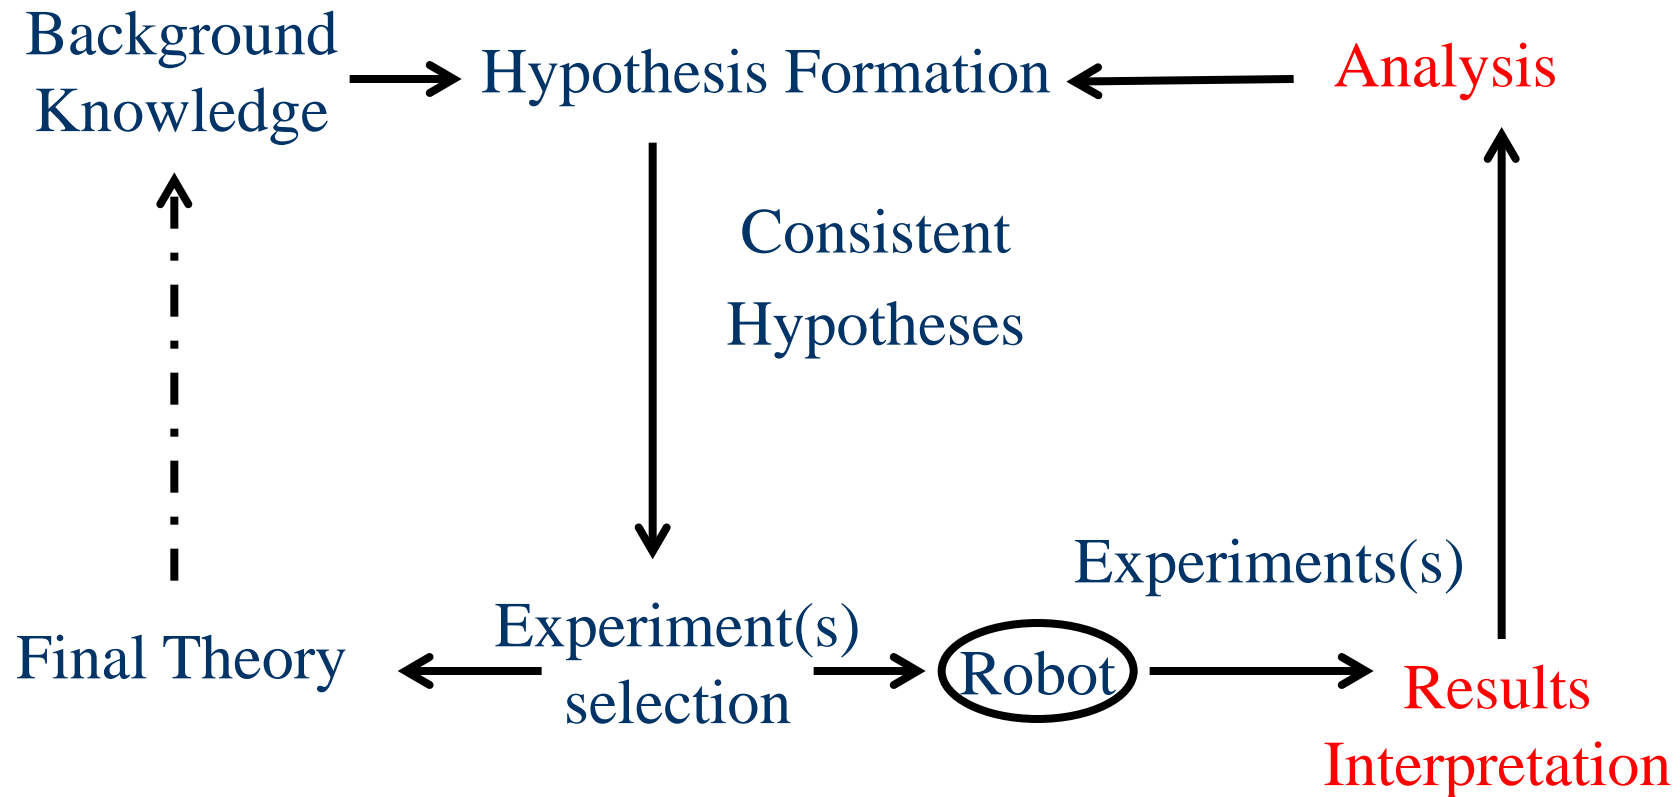 Background
Knowledge
Hypothesis Formation
Analysis
Consistent
Hypotheses
Experiments(s)
Final Theory
Experiment(s)
selection
Robot
Results
Interpretation